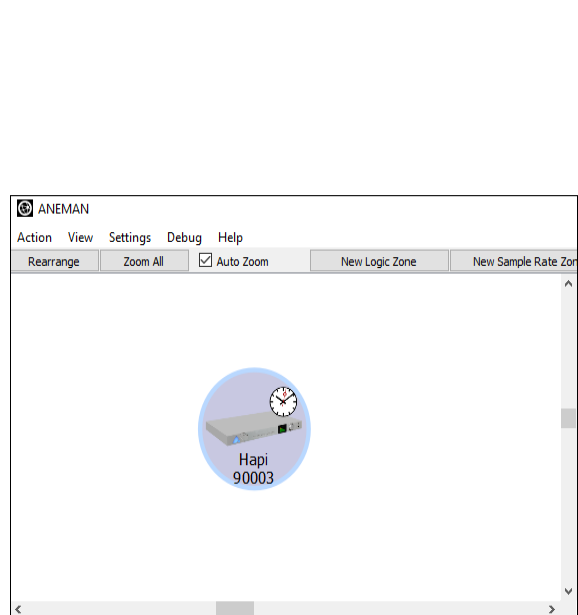 ANEMAN
Action View Settings Debug Help
Rearrange Zoom All Auto Zoom New Logic Zone New Sample Rate Zon
Hapi
90003